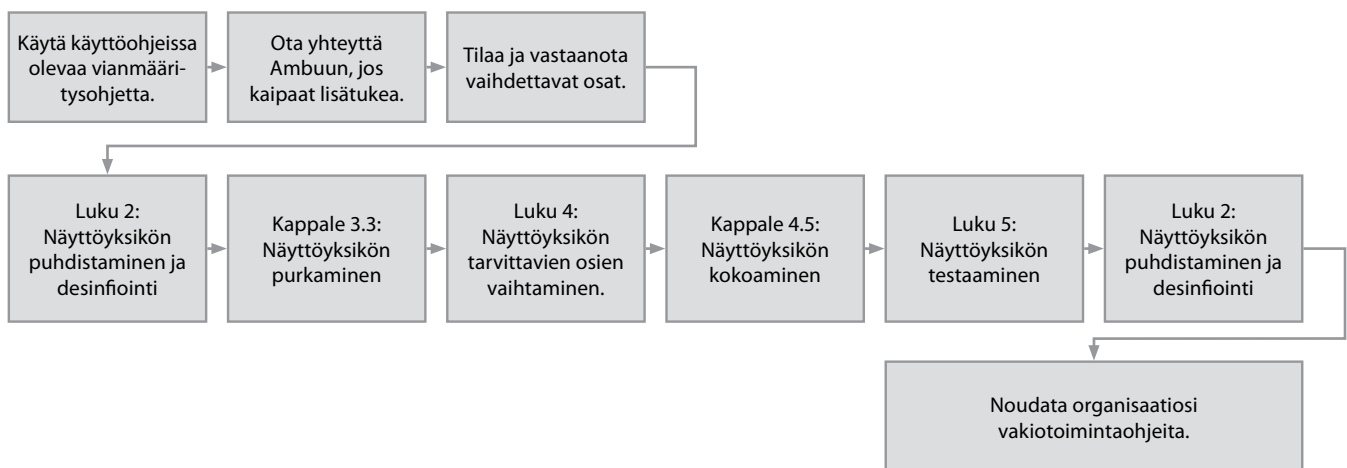 Käytä käyttöohjeissa
olevaa vianmääri-
tysohjetta.
Ota yhteyttä
Ambuun, jos
kaipaat lisätukea.
Tilaa ja vastaanota
vaihdettavat osat.
Luku 2:
Näyttöyksikön
puhdistaminen ja
desinfiointi
Kappale 3.3:
Näyttöyksikön
purkaminen
Luku 4:
Näyttöyksikön
tarvittavien osien
vaihtaminen.
Kappale 4.5:
Näyttöyksikön
kokoaminen
Luku 5:
Näyttöyksikön
testaaminen
Luku 2:
Näyttöyksikön
puhdistaminen ja
desinfiointi
Noudata organisaatiosi
vakiotoimintaohjeita.